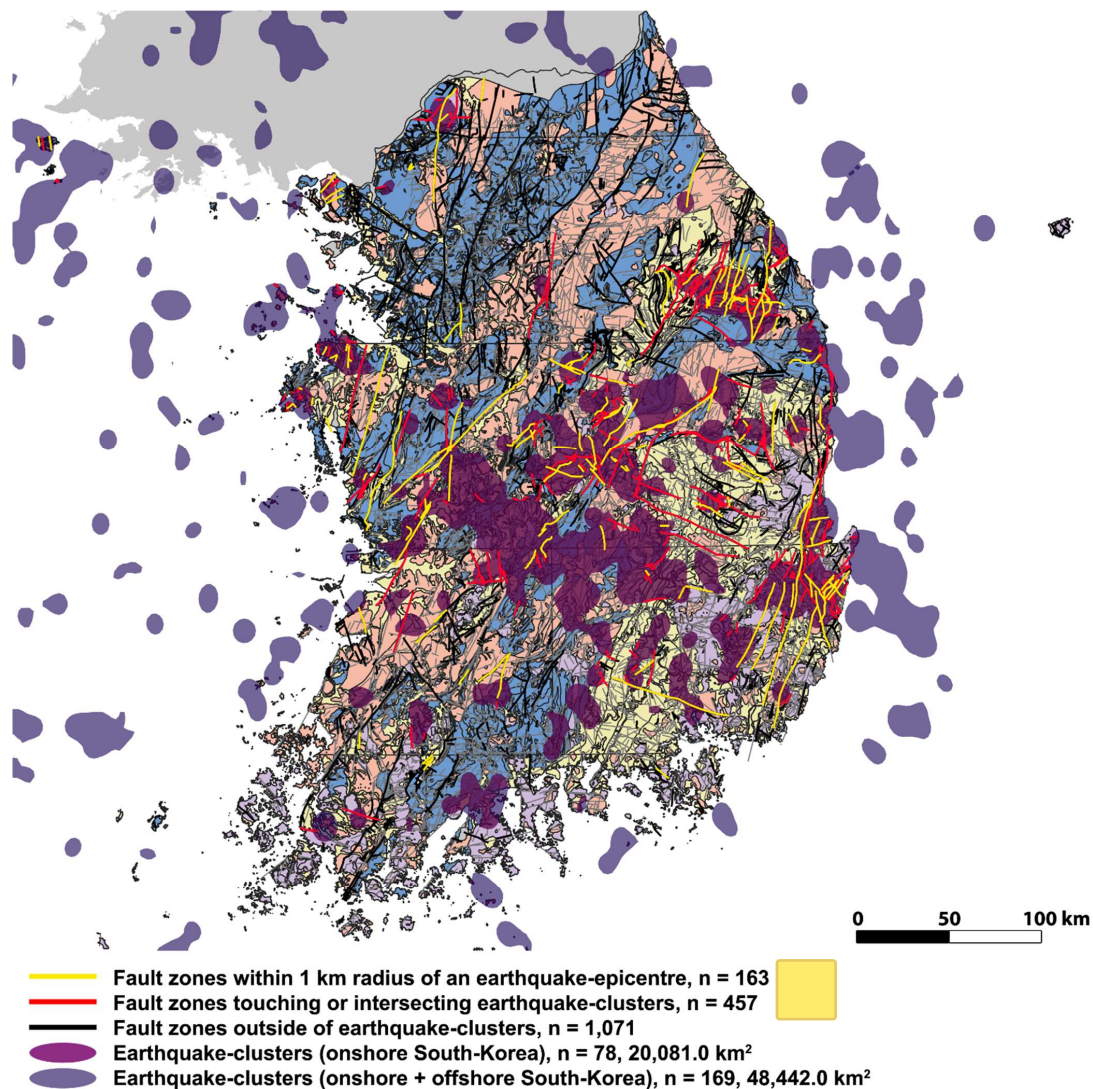 0 50 100 km
Fault zones within 1 km radius of an earthquake-epicentre, n = 163
Fault zones touching or intersecting earthquake-clusters, n = 457
Fault zones outside of earthquake-clusters, n = 1,071
Earthquake-clusters (onshore South-Korea), n = 78, 20,081.0 km²
Earthquake-clusters (onshore + offshore South-Korea), n = 169, 48,442.0 km²